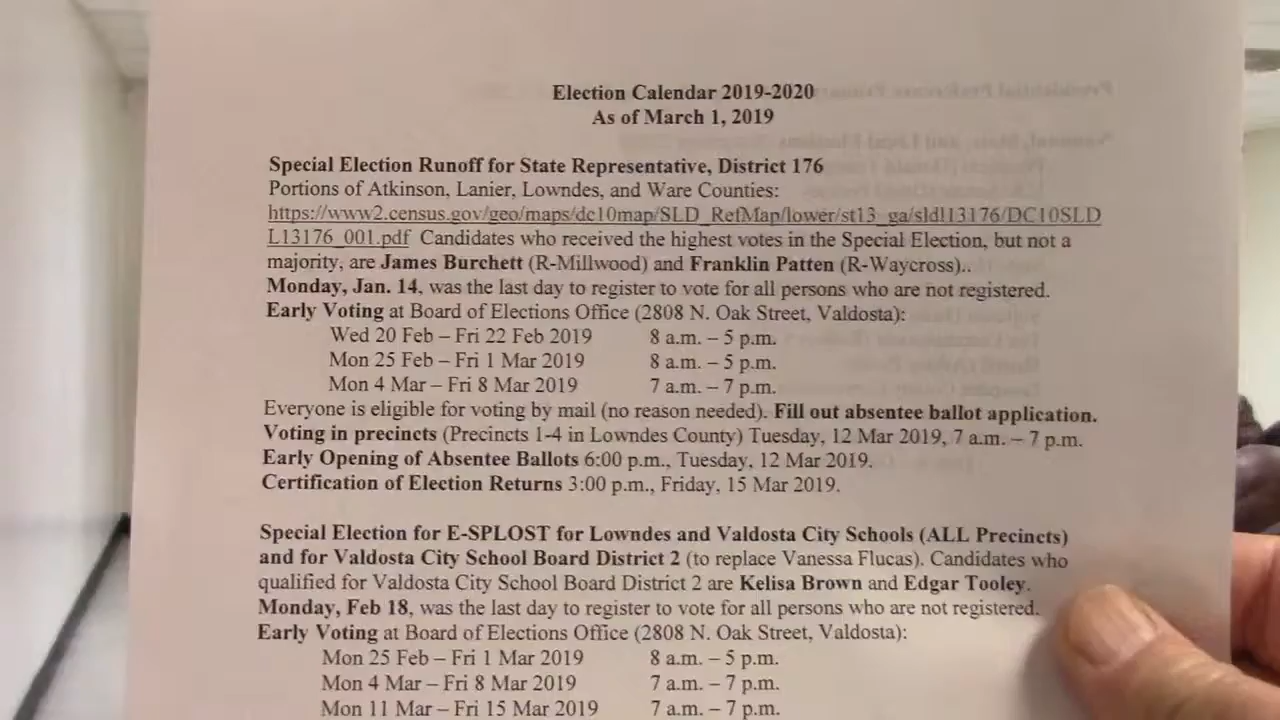 Election Calendar 2019-2020
As of March 1, 2019
Special Election Runoff for State Representative, District 176
Portions of Atkinson, Lanier, Lowndes, and Ware Counties:
https://www2.census.gov/geo/maps/dc10map/SLD_RefMap/lower/st13_ga/sldl13176/DC10SLD
L13176_001.pdf Candidates who received the highest votes in the Special Election, but not a
majority, are James Burchett (R-Millwood) and Franklin Patten (R-Waycross)..
Monday, Jan. 14, was the last day to register to vote for all persons who are not registered.
Early Voting at Board of Elections Office (2808 N. Oak Street, Valdosta):
Wed 20 Feb – Fri 22 Feb 2019 8 a.m. – 5 p.m.
Mon 25 Feb – Fri 1 Mar 2019 8 a.m. – 5 p.m.
Mon 4 Mar – Fri 8 Mar 2019 7 a.m. – 7 p.m.
Everyone is eligible for voting by mail (no reason needed). Fill out absentee ballot application.
Voting in precincts (Precincts 1-4 in Lowndes County) Tuesday, 12 Mar 2019, 7 a.m. – 7 p.m.
Early Opening of Absentee Ballots 6:00 p.m., Tuesday, 12 Mar 2019.
Certification of Election Returns 3:00 p.m., Friday, 15 Mar 2019.
Special Election for E-SPLOST for Lowndes and Valdosta City Schools (ALL Precincts)
and for Valdosta City School Board District 2 (to replace Vanessa Flucas). Candidates who
qualified for Valdosta City School Board District 2 are Kelisa Brown and Edgar Tooley.
Monday, Feb 18, was the last day to register to vote for all persons who are not registered.
Early Voting at Board of Elections Office (2808 N. Oak Street, Valdosta):
Mon 25 Feb – Fri 1 Mar 2019 8 a.m. – 5 p.m.
Mon 4 Mar – Fri 8 Mar 2019 7 a.m. – 7 p.m.
Mon 11 Mar – Fri 15 Mar 2019 7 a.m. – 7 p.m.